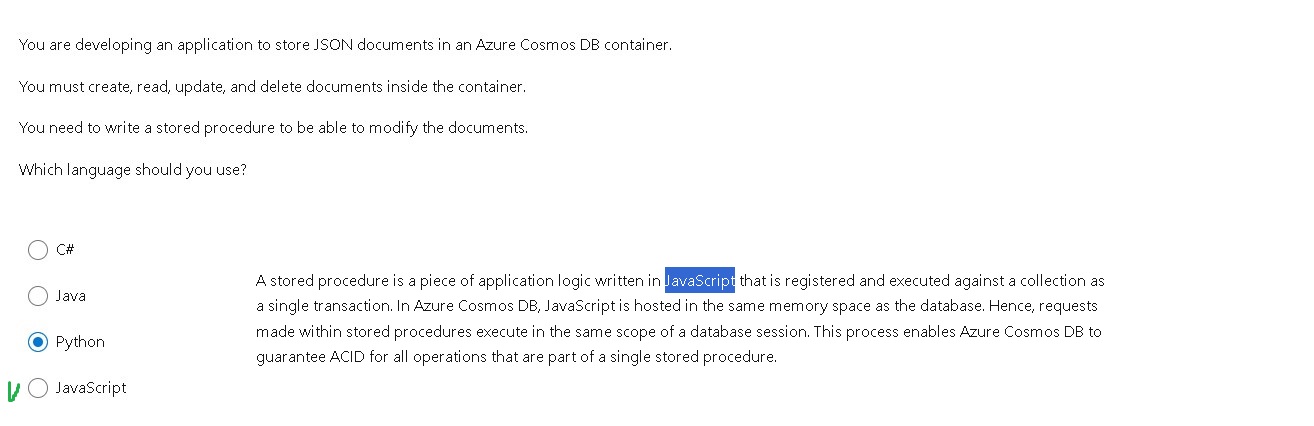 You are developing an application to store JSON documents in an Azure Cosmos DB container.
You must create, read, update, and delete documents inside the container.
You need to write a stored procedure to be able to modify the documents.
Which language should you use?
C#
A stored procedure is a piece of application logic written in JavaScript that is registered and executed against a collection as
a single transaction. In Azure Cosmos DB, JavaScript is hosted in the same memory space as the database. Hence, requests
made within stored procedures execute in the same scope of a database session. This process enables Azure Cosmos DB to
guarantee ACID for all operations that are part of a single stored procedure.
Java
Python
JavaScript